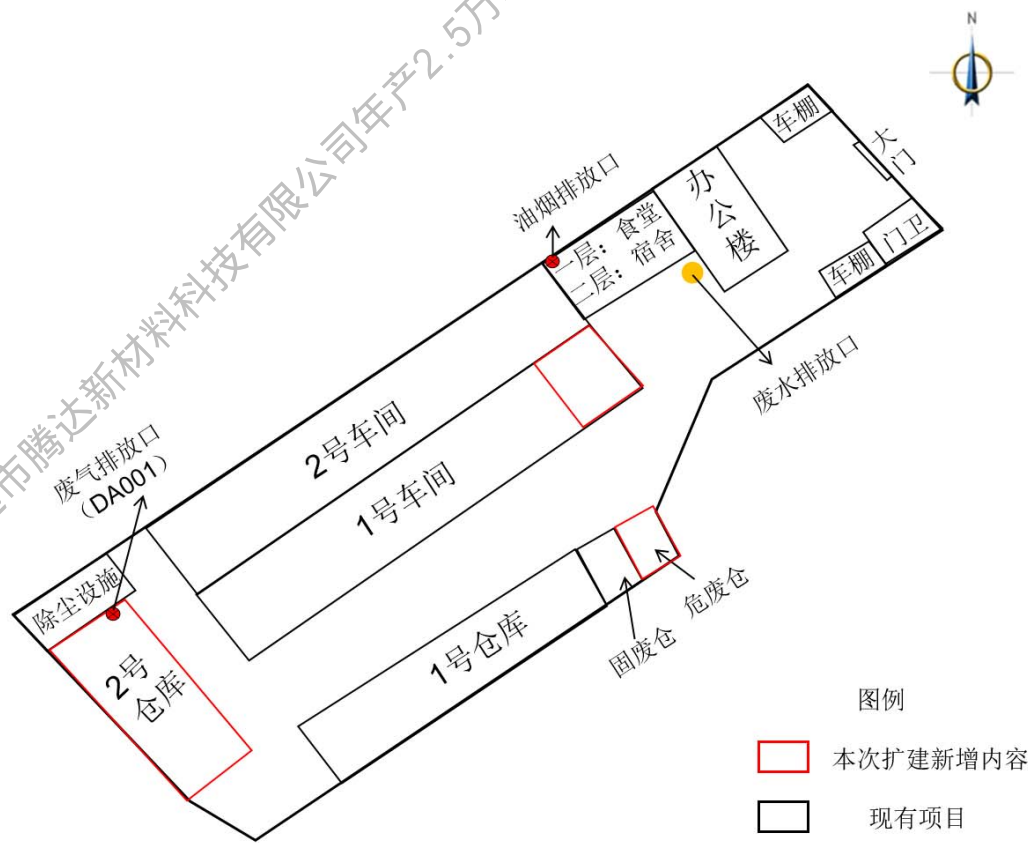 市腾达新材料科技有限公司年产2.5万
N
车棚
大门
办公楼
油烟排放口
一层：食堂
二层：宿舍
门卫
车棚
废水排放口
2号车间
1号车间
废气排放口
（DA001）
除尘设施
2号
仓库
1号仓库
危废仓
固废仓
图例
本次扩建新增内容
现有项目